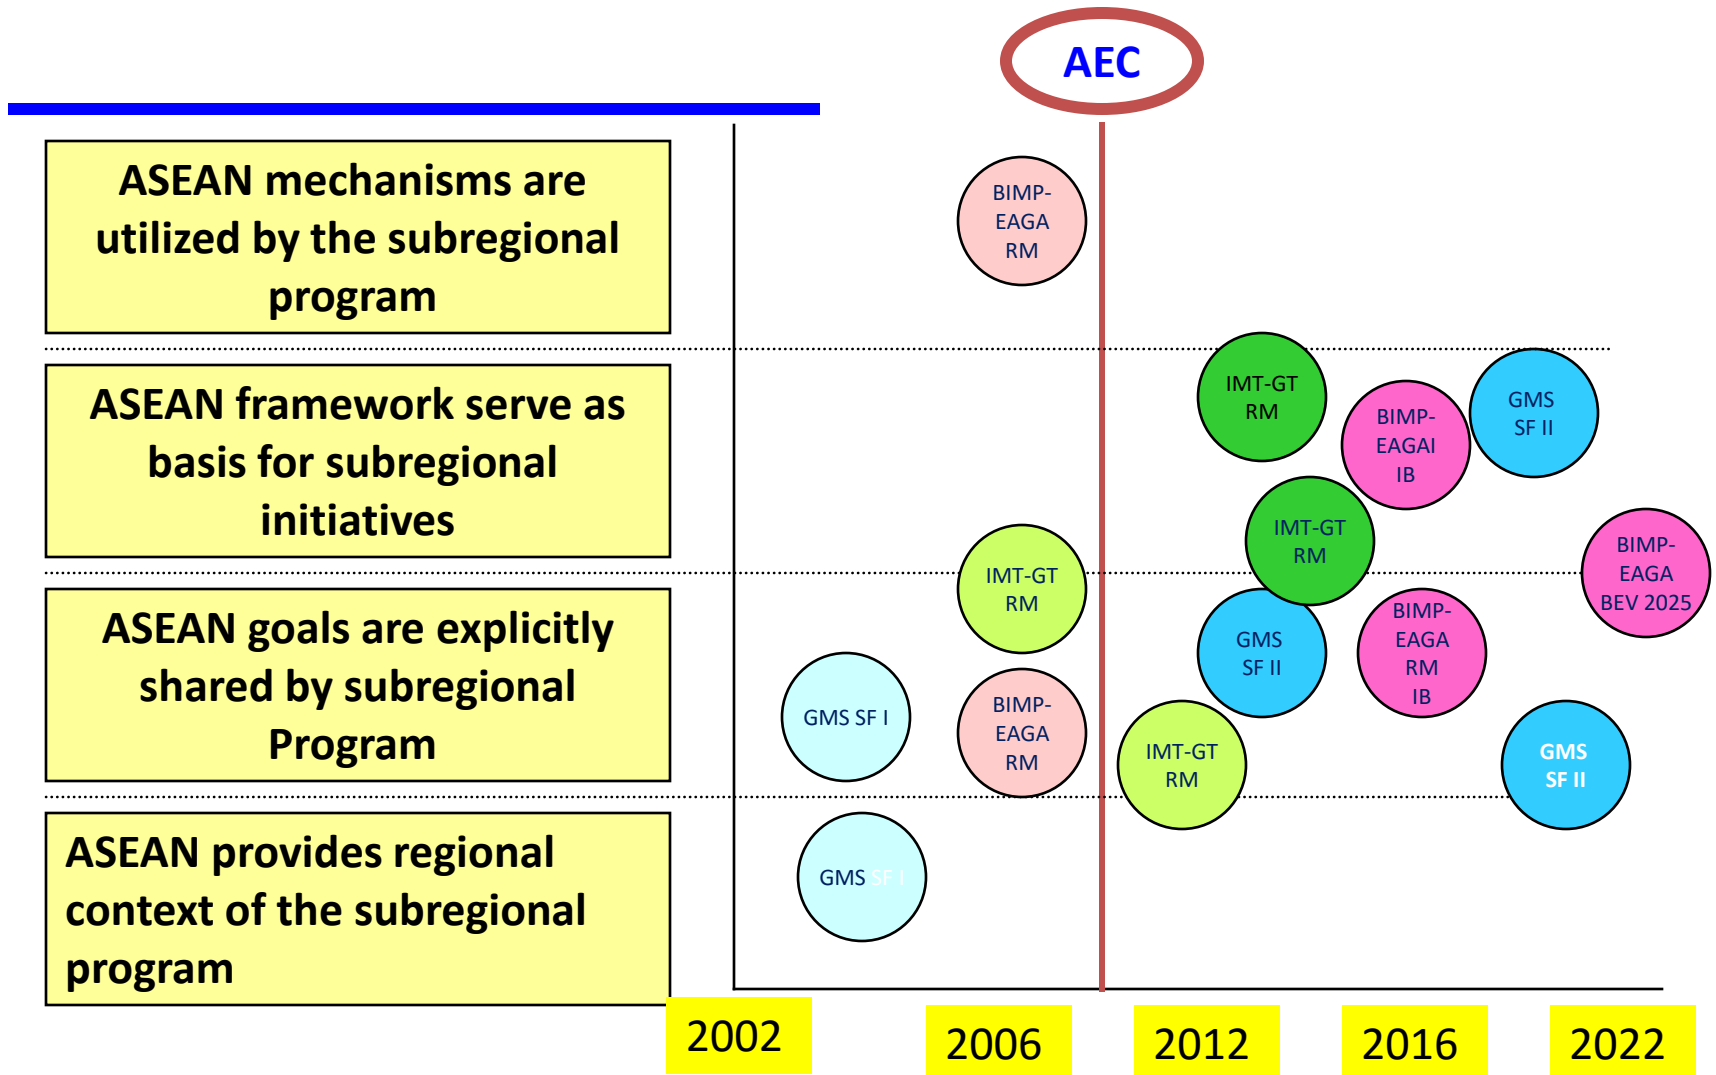 AEC
ASEAN mechanisms are
utilized by the subregional
program
BIMP-
EAGA
RM
ASEAN framework serve as
basis for subregional
initiatives
IMT-GT
RM
BIMP-
EAGAI
IB
GMS
SF II
IMT-GT
RM
IMT-GT
RM
BIMP-
EAGA
BEV 2025
ASEAN goals are explicitly
shared by subregional
Program
GMS SF I
BIMP-
EAGA
RM
GMS
SF II
BIMP-
EAGA
RM
IB
IMT-GT
RM
GMS
SF II
ASEAN provides regional
context of the subregional
program
GMS SF I
2002
2006
2012
2016
2022